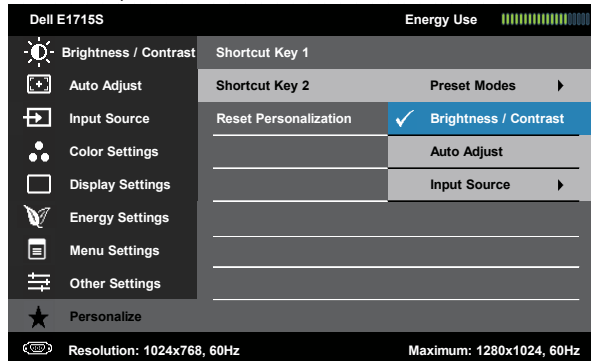 Dell E1715S Energy Use
Brightness / Contrast Shortcut Key 1
Auto Adjust Shortcut Key 2 Preset Modes
Input Source Reset Personalization Brightness / Contrast
Color Settings Auto Adjust
Display Settings Input Source
Energy Settings
Menu Settings
Other Settings
Personalize
Resolution: 1024x768, 60Hz Maximum: 1280x1024, 60Hz